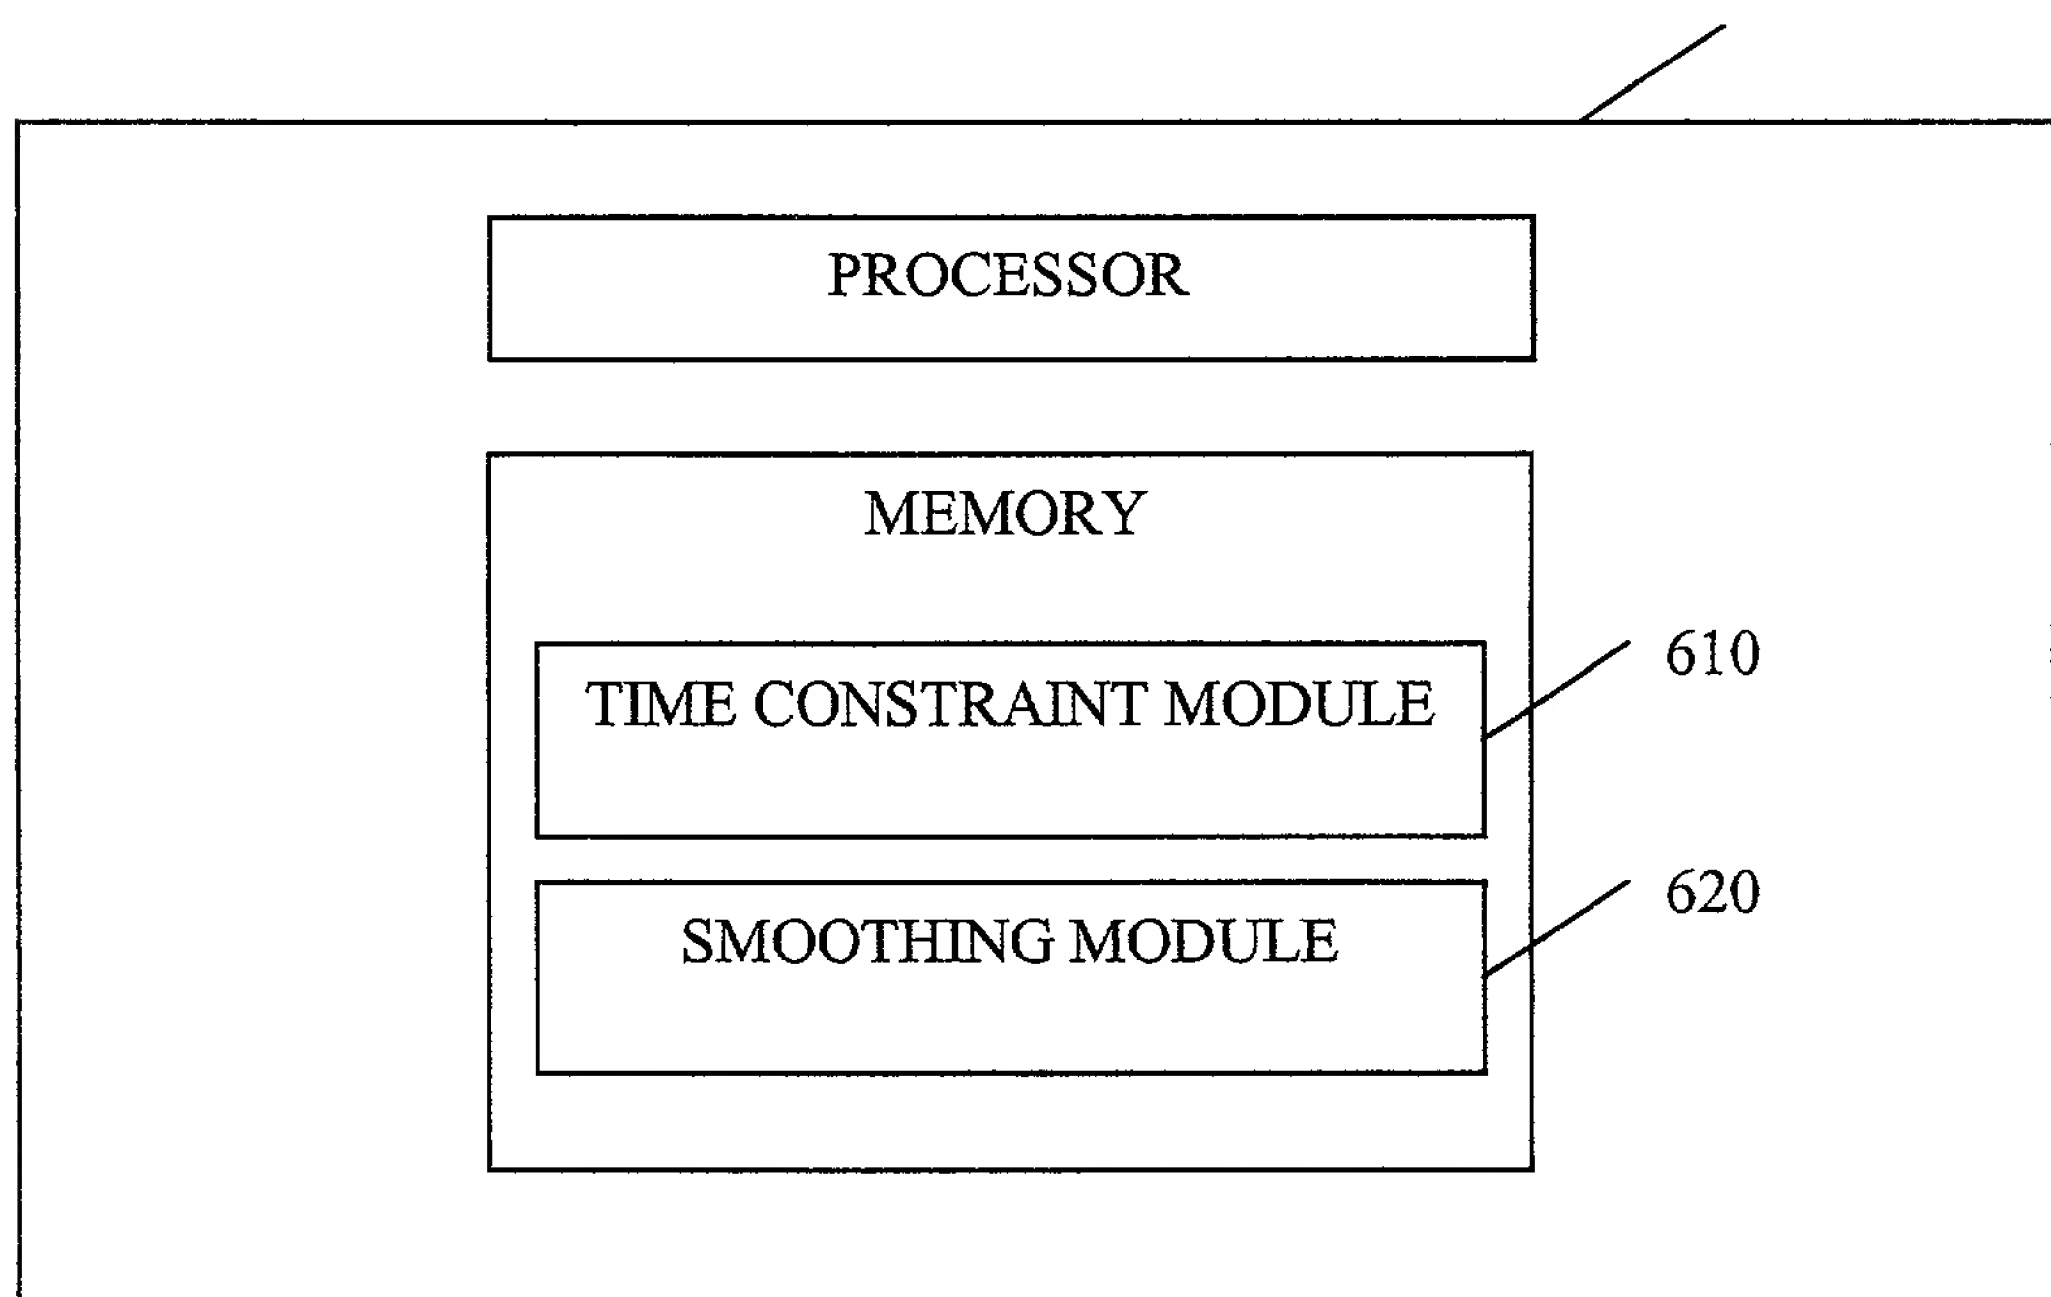 PROCESSOR
MEMORY
TIME CONSTRAINT MODULE
610
SMOOTHING MODULE
620